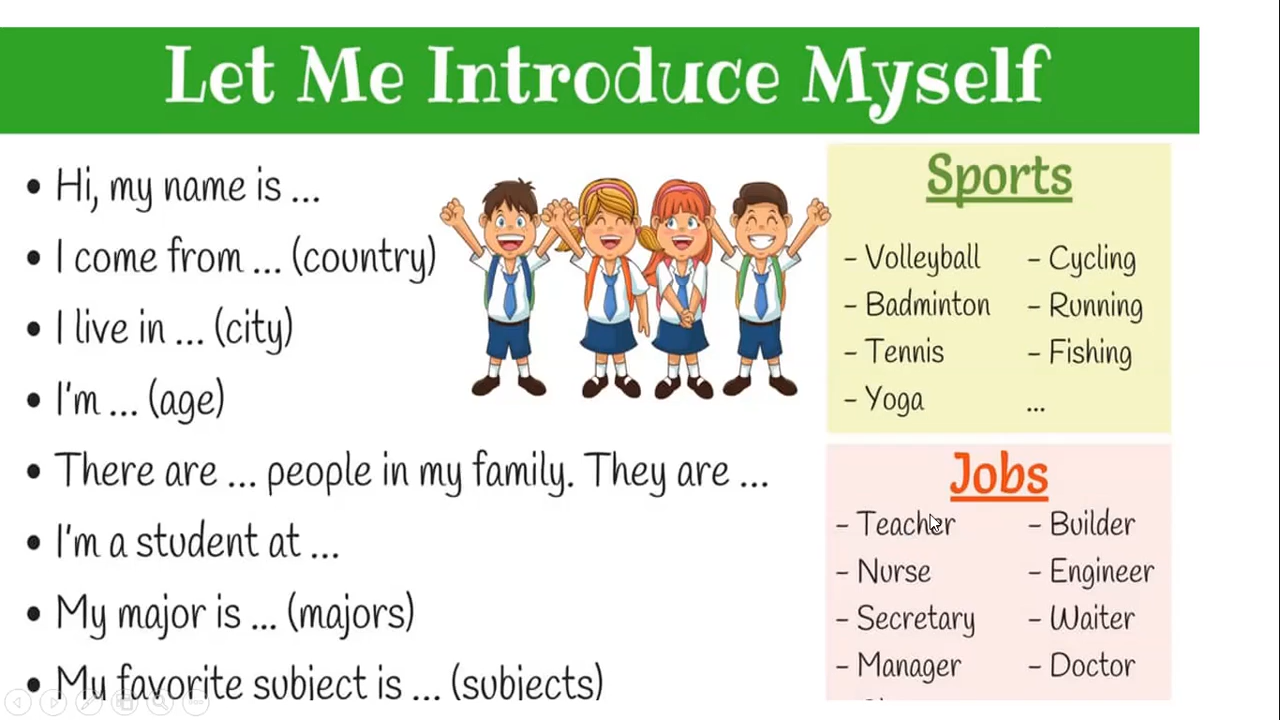 Let Me Introduce Myself
• Hi, my name is ...
• I come from ... (country)
• I live in ... (city)
• I'm ... (age)
• There are ... people in my family. They are ...
• I'm a student at ...
• My major is ... (majors)
• My favorite subject is ... (subjects)
Sports
- Volleyball - Cycling
- Badminton - Running
- Tennis - Fishing
- Yoga ...
Jobs
- Teacher - Builder
- Nurse - Engineer
- Secretary - Waiter
- Manager - Doctor